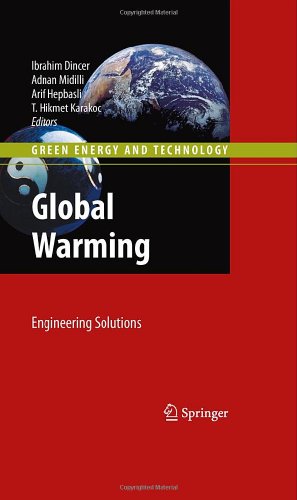 Ibrahim Dincer
Adnan Midilli
Arif Hepbasli
T. Hikmet Karakoc
Editors
GREEN ENERGY AND TECHNOLOGY
Global
Warming
Engineering Solutions
Springer